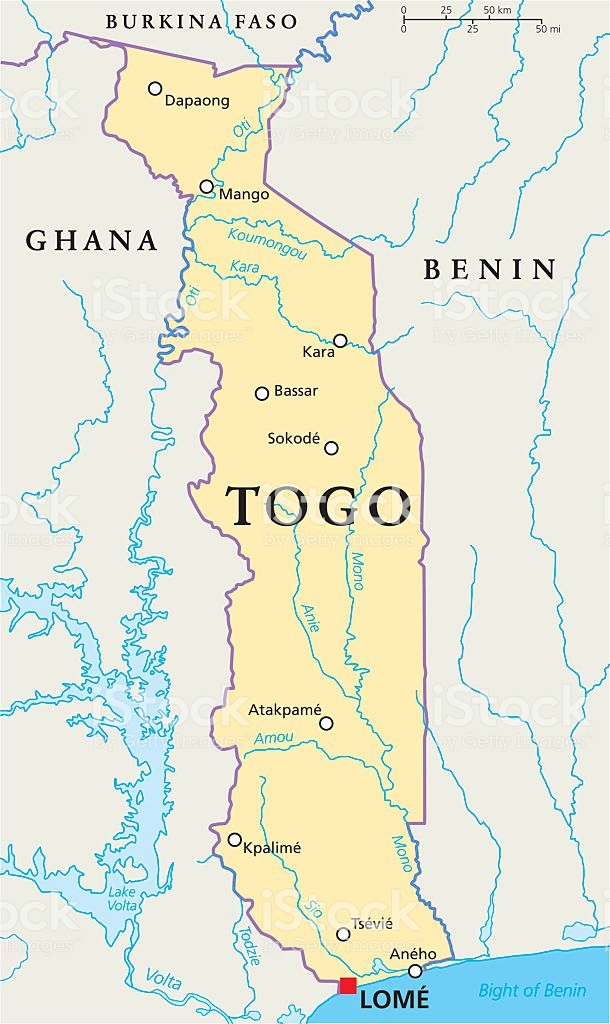 BURKINA FASO
0 25 50 km
0 25 50 mi
Dapaong
Oti
Mango
GHANA
Koumongou
BENIN
Kara
Oti
Kara
Bassar
Sokodé
TOGO
Mono
Anie
Atakpamé
Amou
Kpalimé
Mono
Lake
Volta
Sio
Tsévié
Todzie
Aného
Volta
LOMÉ
Bight of Benin
iStock
by Getty Images™